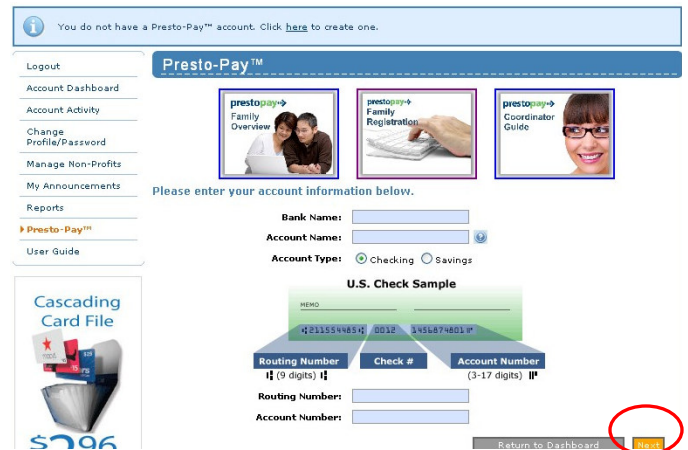 You do not have a Presto-Pay™ account. Click here to create one.
Logout
Account Dashboard
Account Activity
Change
Profile/Password
Manage Non-Profits
My Announcements
Reports
Presto-Pay™
User Guide
Cascading
Card File
$296
Presto-Pay™
prestopay
Family
Overview
prestopay
Family
Registration
prestopay
Coordinator
Guide
Please enter your account information below.
Bank Name:
Account Name:
Account Type: Checking Savings
U.S. Check Sample
MEMO
⑆211554485⑆ 0012 1456874801⑈
Routing Number Check # Account Number
⑆ (9 digits) ⑆ (3-17 digits) ⑈
Routing Number:
Account Number:
Return to Dashboard Next